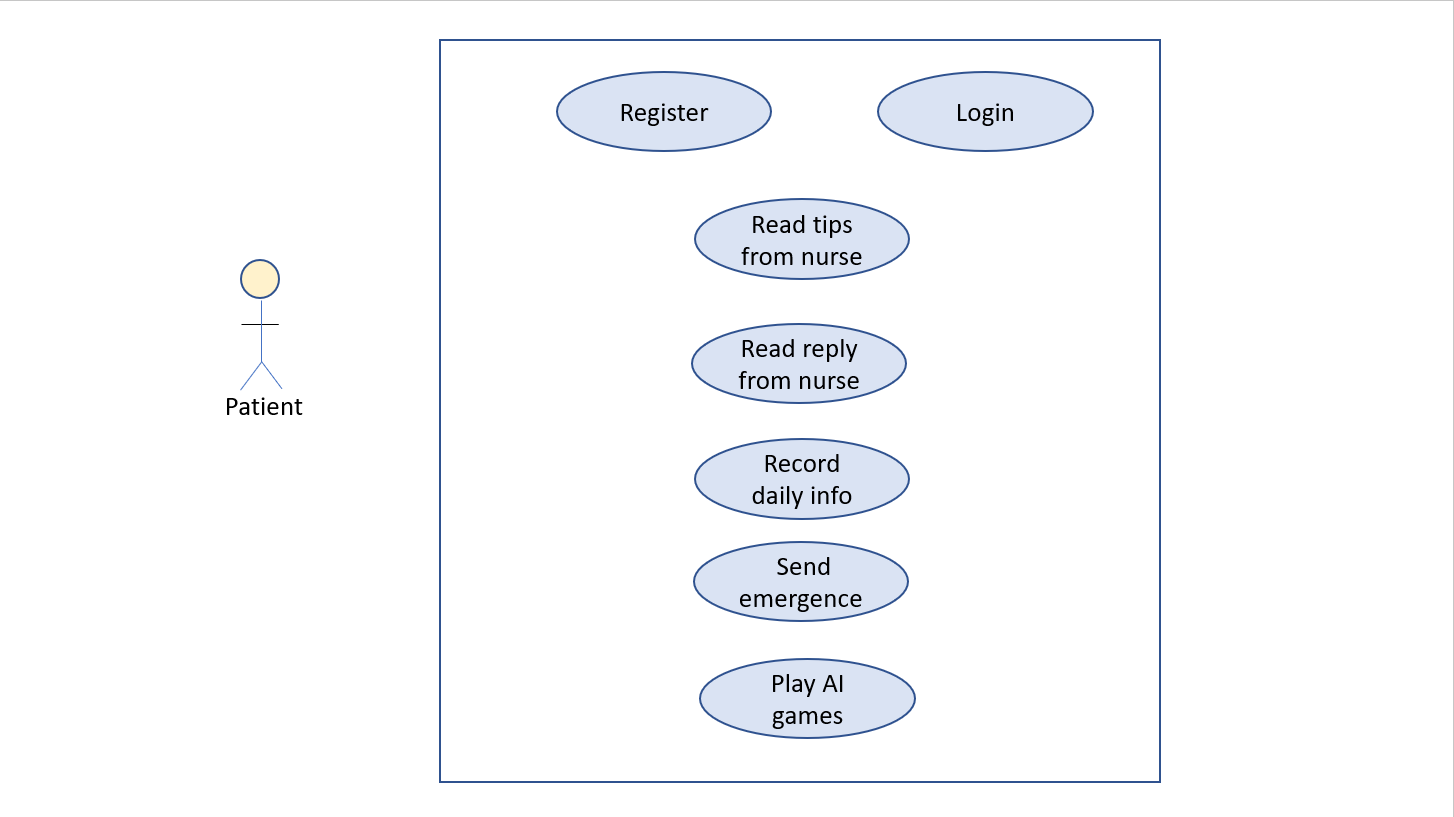 Register
Login
Read tips
from nurse
Read reply
from nurse
Patient
Record
daily info
Send
emergence
Play AI
games